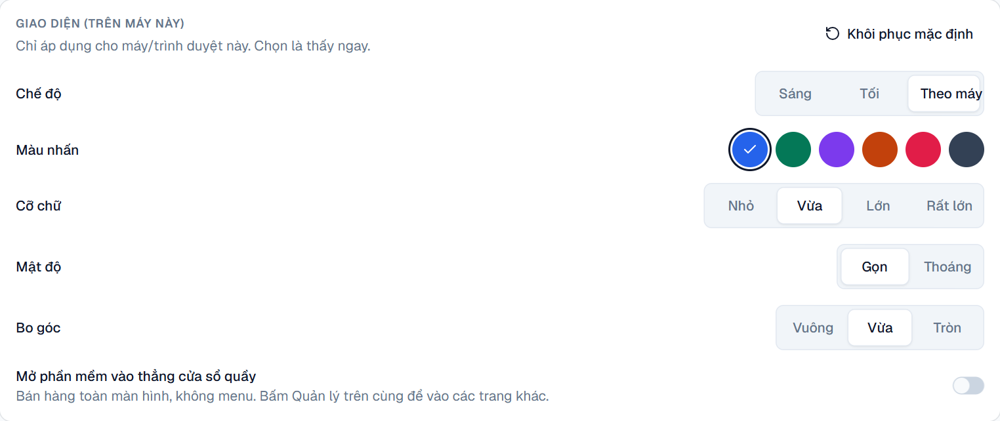 GIAO DIỆN (TRÊN MÁY NÀY)
Chỉ áp dụng cho máy/trình duyệt này. Chọn là thấy ngay.
Khôi phục mặc định
Chế độ
Sáng Tối Theo máy
Màu nhấn
Cỡ chữ
Nhỏ Vừa Lớn Rất lớn
Mật độ
Gọn Thoáng
Bo góc
Vuông Vừa Tròn
Mở phần mềm vào thẳng cửa sổ quầy
Bán hàng toàn màn hình, không menu. Bấm Quản lý trên cùng để vào các trang khác.